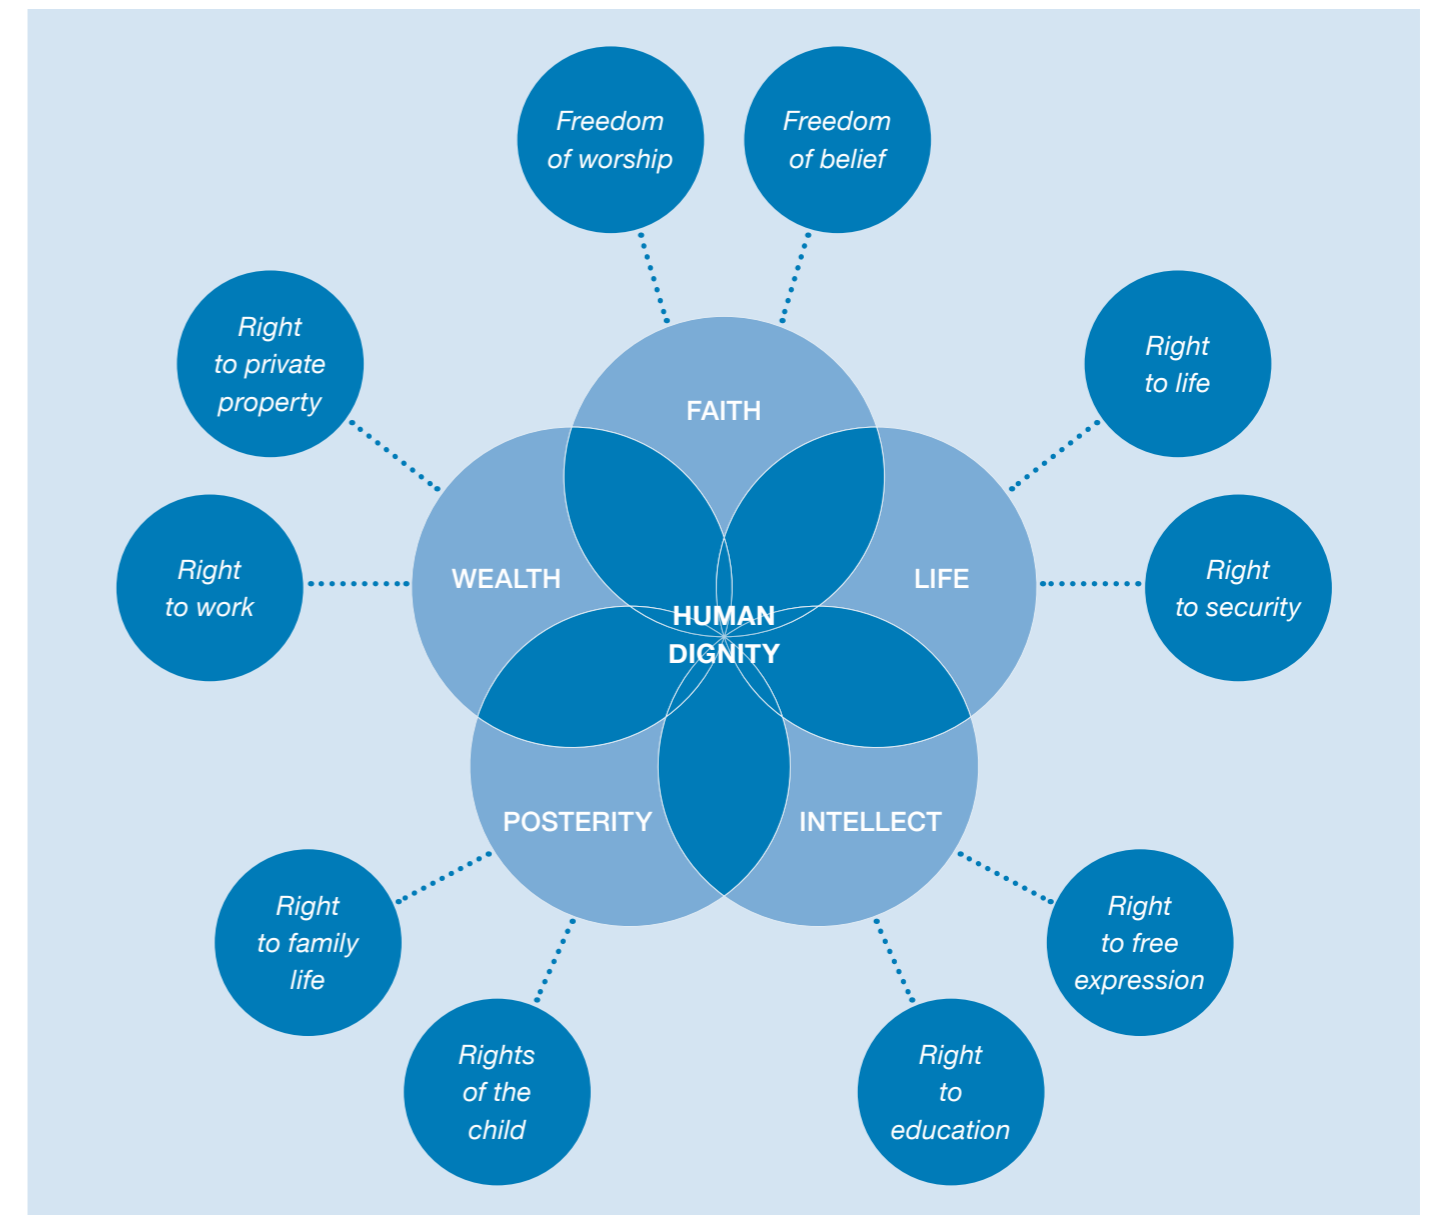 Freedom
of worship
Freedom
of belief
Right
to private
property
Right
to life
FAITH
Right
to work
WEALTH
LIFE
Right
to security
HUMAN
DIGNITY
POSTERITY
INTELLECT
Right
to family
life
Right
to free
expression
Rights
of the
child
Right
to
education